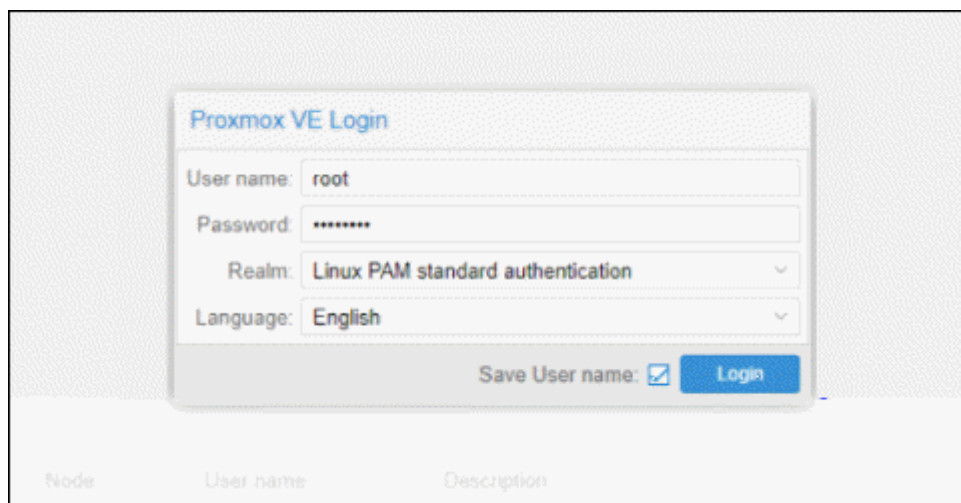 Proxmox VE Login
User name: root
Password: ••••••••
Realm: Linux PAM standard authentication
Language: English
Save User name: Login
Node User name Description